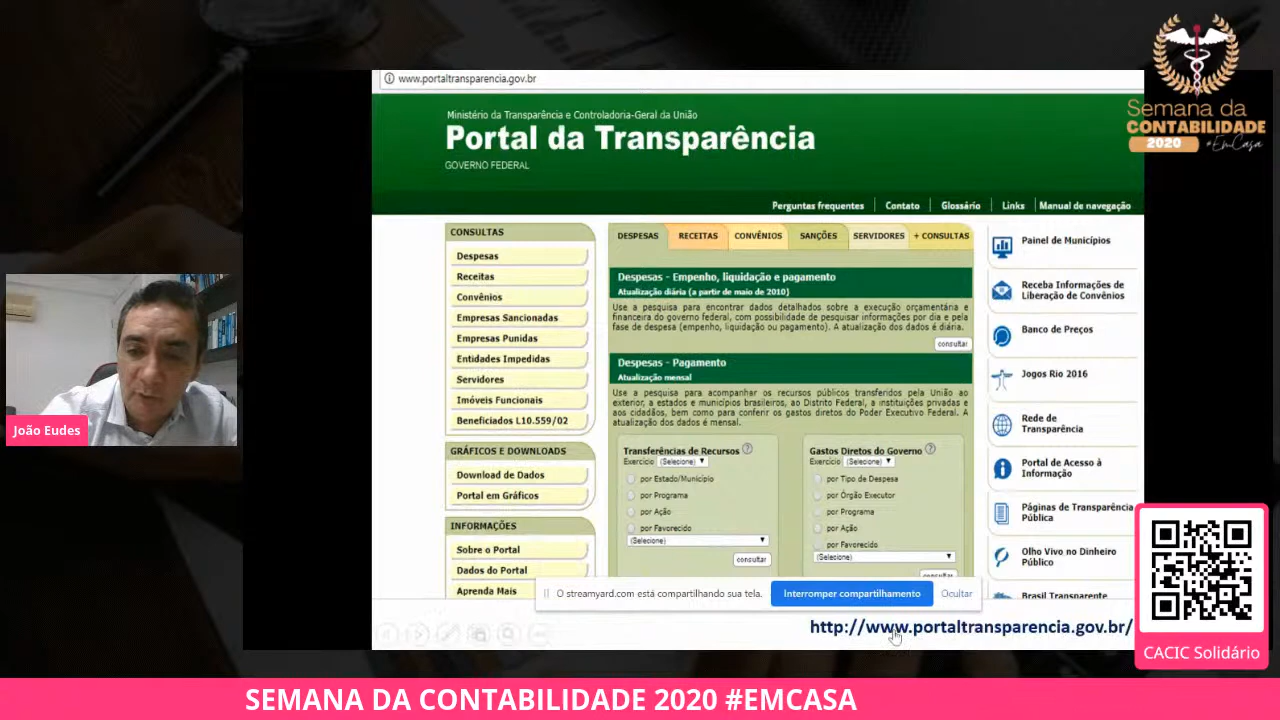 www.portaltransparencia.gov.br
Ministério da Transparência e Controladoria-Geral da União
Portal da Transparência
GOVERNO FEDERAL
Perguntas frequentes
Contato
Glossário
Links
Manual de navegação
Semana da
CONTABILIDADE
2020 #EmCasa
CONSULTAS
Despesas
Receitas
Convênios
Empresas Sancionadas
Empresas Punidas
Entidades Impedidas
Servidores
Imóveis Funcionais
Beneficiados L10.559/02
GRÁFICOS E DOWNLOADS
Download de Dados
Portal em Gráficos
INFORMAÇÕES
Sobre o Portal
Dados do Portal
Aprenda Mais
DESPESAS
RECEITAS
CONVÊNIOS
SANÇÕES
SERVIDORES
+ CONSULTAS
Despesas - Empenho, liquidação e pagamento
Atualização diária (a partir de maio de 2010)
Use a pesquisa para encontrar dados detalhados sobre a execução orçamentária e
financeira do governo federal, com possibilidade de pesquisar informações por dia e pela
fase de despesa (empenho, liquidação ou pagamento). A atualização dos dados é diária.
consultar
Despesas - Pagamento
Atualização mensal
Use a pesquisa para acompanhar os recursos públicos transferidos pela União ao
exterior, a estados e municípios brasileiros, ao Distrito Federal, a instituições privadas e
aos cidadãos, bem como para conferir os gastos diretos do Poder Executivo Federal. A
atualização dos dados é mensal.
Transferências de Recursos ?
Exercício (Selecione)
por Estado/Município
por Programa
por Ação
por Favorecido
(Selecione)
consultar
Gastos Diretos do Governo ?
Exercício (Selecione)
por Tipo de Despesa
por Órgão Executor
por Programa
por Ação
por Favorecido
(Selecione)
consultar
Painel de Municípios
Receba Informações de
Liberação de Convênios
Banco de Preços
Jogos Rio 2016
Rede de
Transparência
Portal de Acesso à
Informação
Páginas de Transparência
Pública
Olho Vivo no Dinheiro
Público
Brasil Transparente
O streamyard.com está compartilhando sua tela.
Interromper compartilhamento
Ocultar
http://www.portaltransparencia.gov.br/
João Eudes
CACIC Solidário
SEMANA DA CONTABILIDADE 2020 #EMCASA